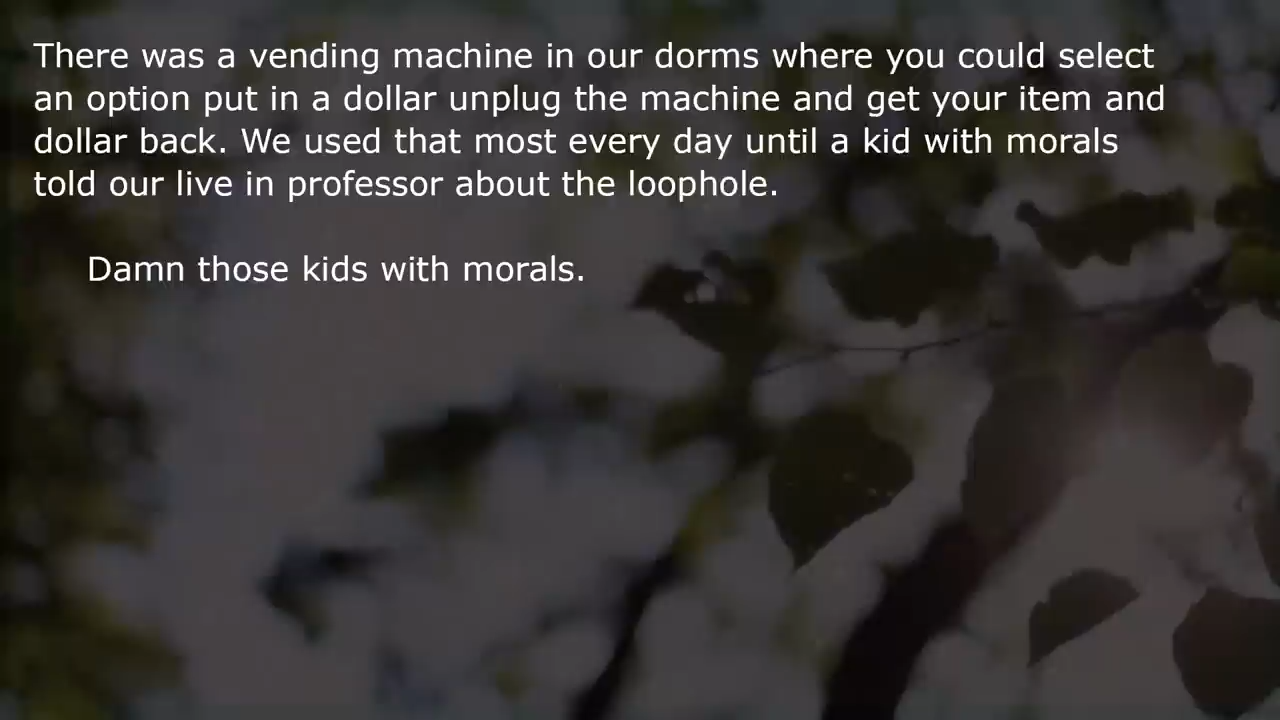 There was a vending machine in our dorms where you could select
an option put in a dollar unplug the machine and get your item and
dollar back. We used that most every day until a kid with morals
told our live in professor about the loophole.
Damn those kids with morals.